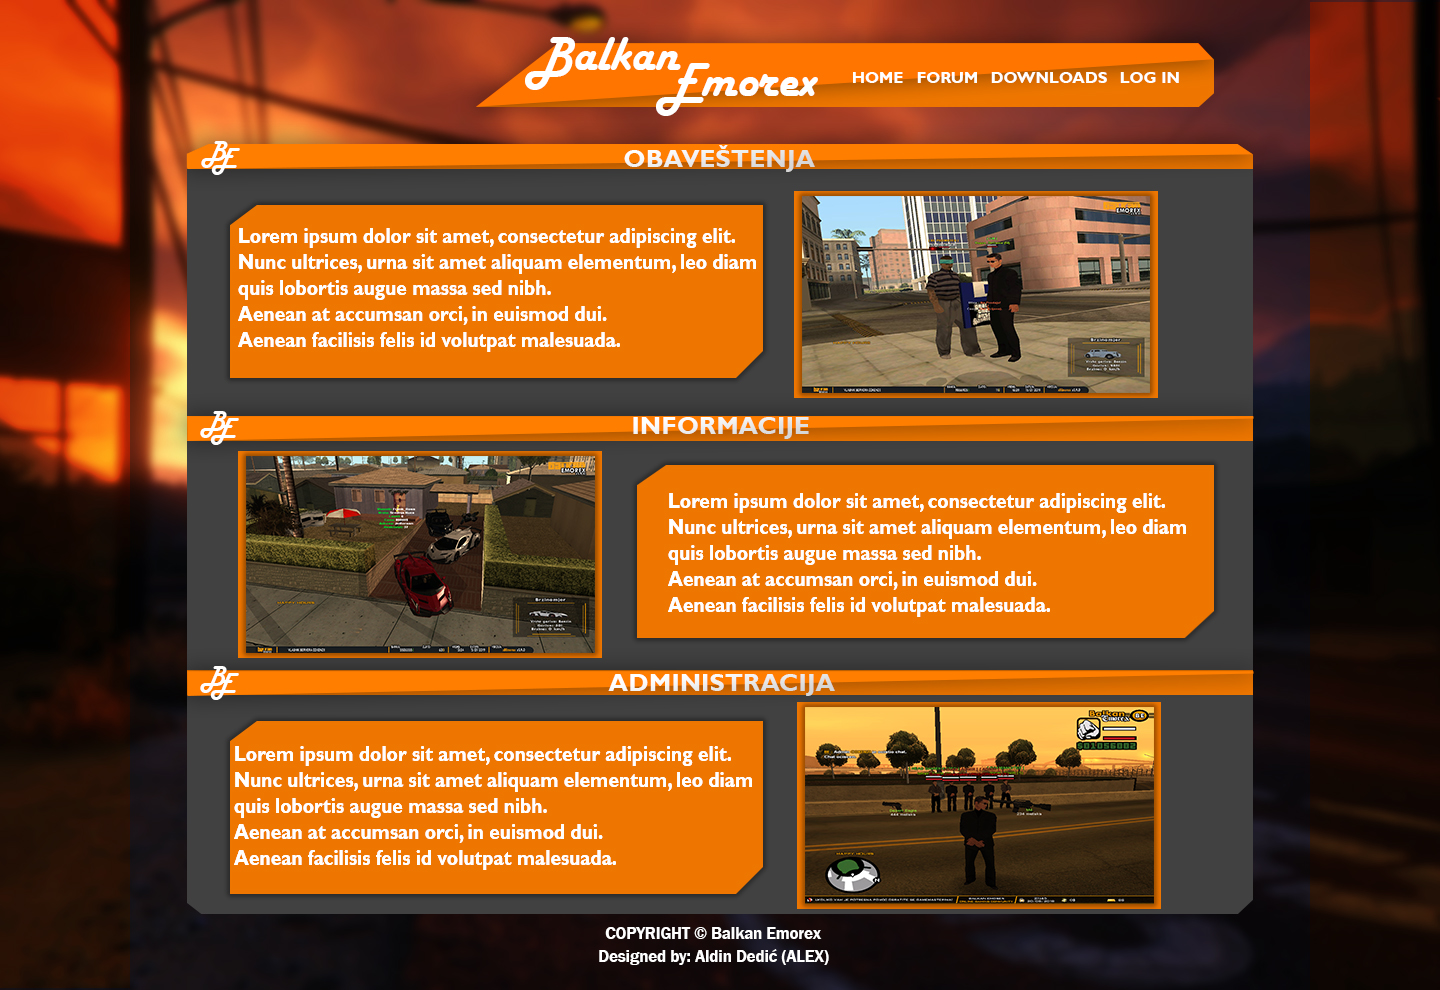 Balkan
Emorex
HOME FORUM DOWNLOADS LOG IN
BE
OBAVEŠTENJA
Lorem ipsum dolor sit amet, consectetur adipiscing elit.
Nunc ultrices, urna sit amet aliquam elementum, leo diam
quis lobortis augue massa sed nibh.
Aenean at accumsan orci, in euismod dui.
Aenean facilisis felis id volutpat malesuada.
EMOREX
BE
INFORMACIJE
EMOREX
Lorem ipsum dolor sit amet, consectetur adipiscing elit.
Nunc ultrices, urna sit amet aliquam elementum, leo diam
quis lobortis augue massa sed nibh.
Aenean at accumsan orci, in euismod dui.
Aenean facilisis felis id volutpat malesuada.
BE
ADMINISTRACIJA
Lorem ipsum dolor sit amet, consectetur adipiscing elit.
Nunc ultrices, urna sit amet aliquam elementum, leo diam
quis lobortis augue massa sed nibh.
Aenean at accumsan orci, in euismod dui.
Aenean facilisis felis id volutpat malesuada.
Balkan
Emorex
COPYRIGHT © Balkan Emorex
Designed by: Aldin Dedić (ALEX)